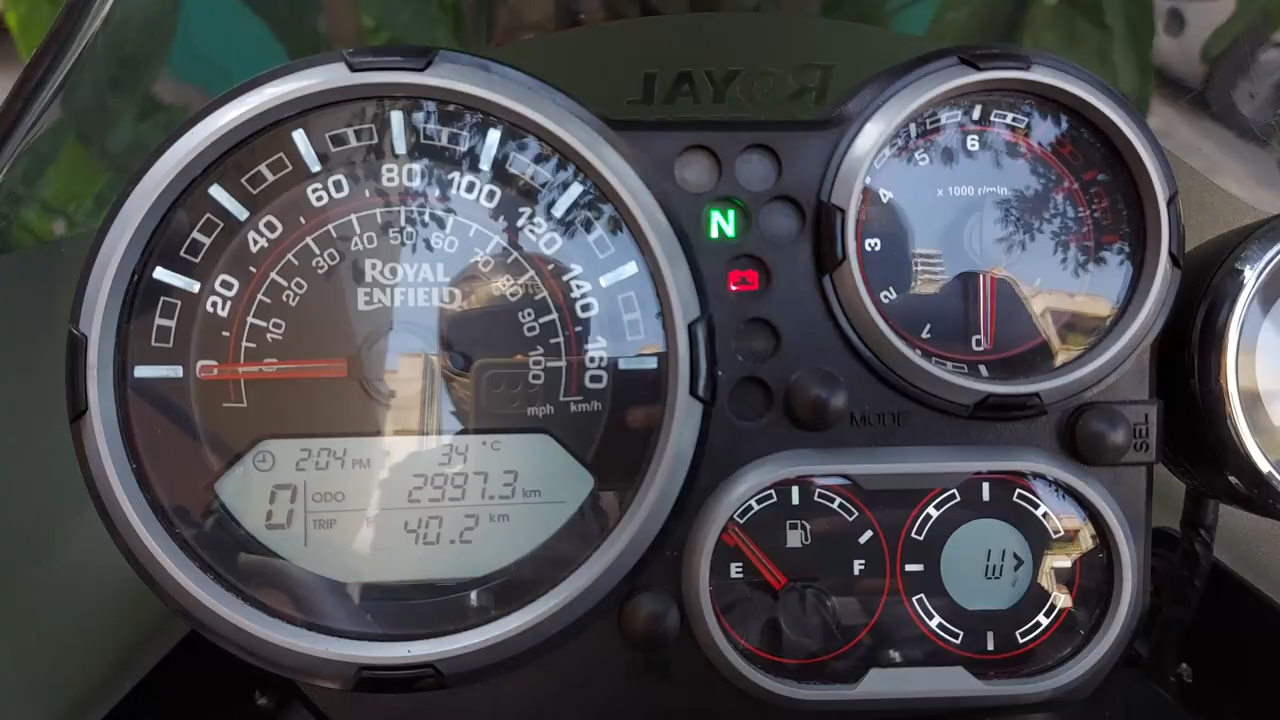 ROYAL
20 40 60 80 100 120 140 160
0 10 20 30 40 50 60 70 80 90 100
ROYAL
ENFIELD
mph km/h
2:04 PM 34 °C
0 ODO 2997.3 km
TRIP F 40.2 km
N
0 1 2 3 4 5 6
x 1000 r/min.
MODE
SEL
E F
W >